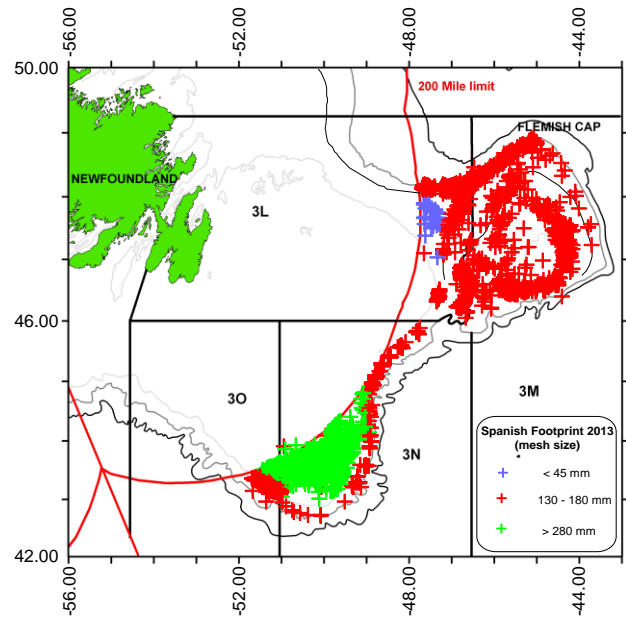 -56.00
-52.00
-48.00
-44.00
50.00
200 Mile limit
FLEMISH CAP
NEWFOUNDLAND
3L
46.00
3O
3M
3N
Spanish Footprint 2013
(mesh size)
< 45 mm
130 - 180 mm
> 280 mm
42.00
-56.00
-52.00
-48.00
-44.00